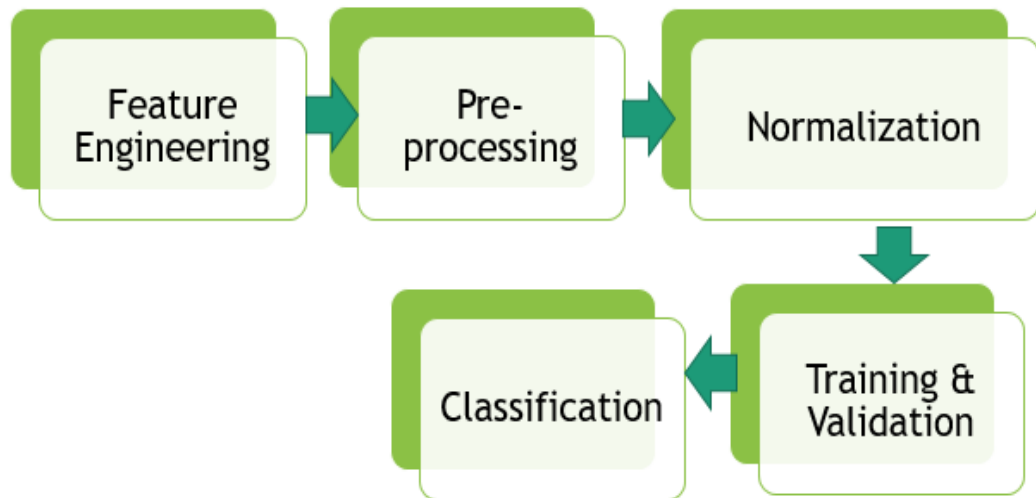 Feature
Engineering
Pre-
processing
Normalization
Training &
Validation
Classification